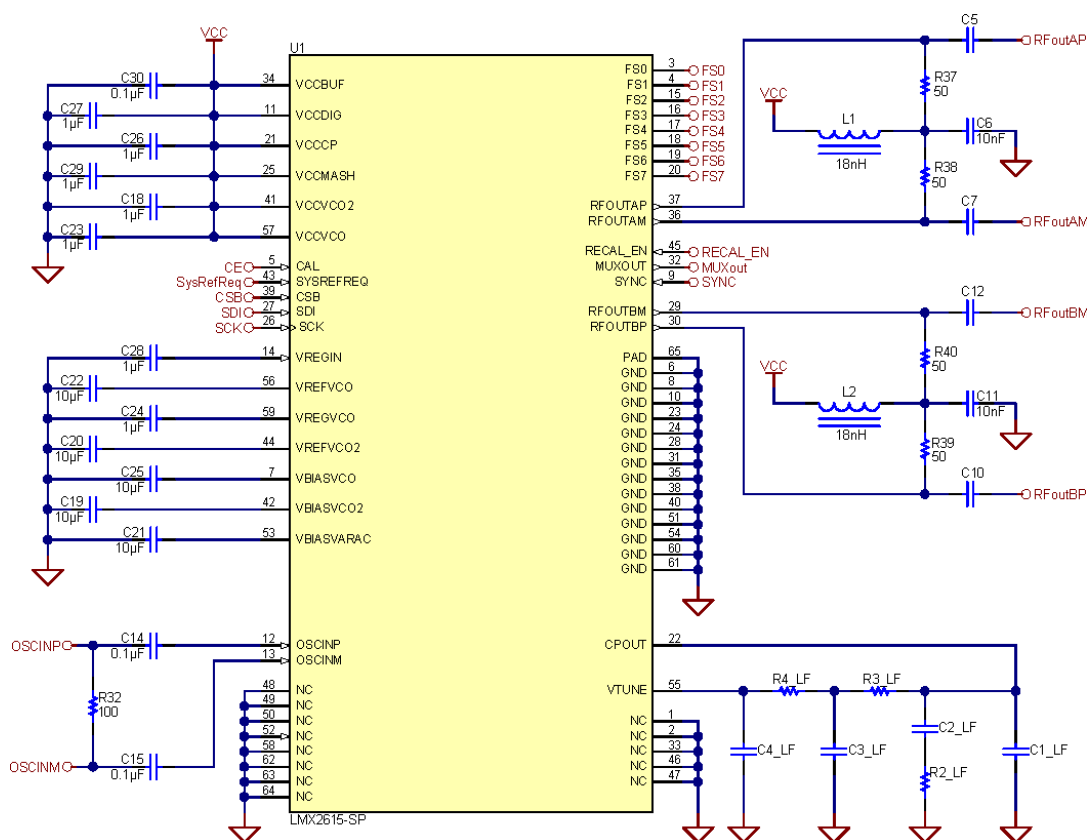 VCC
U1
C30
0.1µF
34
VCCBUF
C27
1µF
11
VCCDIG
C26
1µF
21
VCCCP
C29
1µF
25
VCCMASH
C18
1µF
41
VCCVCO2
C23
1µF
57
VCCVCO
CE
5
CAL
SysRefReq
43
SYSREFREQ
CSB
39
CSB
SDI
27
SDI
SCK
26
SCK
C28
1µF
14
VREGIN
C22
10µF
56
VREFVCO
C24
1µF
59
VREGVCO
C20
10µF
44
VREFVCO2
C25
10µF
7
VBIASVCO
C19
10µF
42
VBIASVCO2
C21
10µF
53
VBIASVARAC
OSCINP
C14
0.1µF
12
OSCINP
13
OSCINM
R32
100
OSCINM
C15
0.1µF
48
NC
49
NC
50
NC
52
NC
58
NC
62
NC
63
NC
64
NC
LMX2615-SP
FS0
3
FS0
FS1
4
FS1
FS2
15
FS2
FS3
16
FS3
FS4
17
FS4
FS5
18
FS5
FS6
19
FS6
FS7
20
FS7
RFOUTAP
37
RFOUTAM
36
RECAL_EN
45
RECAL_EN
MUXOUT
32
MUXout
SYNC
9
SYNC
RFOUTBM
29
RFOUTBP
30
PAD
65
GND
6
GND
8
GND
10
GND
23
GND
24
GND
28
GND
31
GND
35
GND
38
GND
40
GND
51
GND
54
GND
60
GND
61
CPOUT
22
VTUNE
55
NC
1
NC
2
NC
33
NC
46
NC
47
C5
RFoutAP
R37
50
VCC
L1
18nH
C6
10nF
R38
50
C7
RFoutAM
C12
RFoutBM
R40
50
VCC
L2
18nH
C11
10nF
R39
50
C10
RFoutBP
R4_LF
R3_LF
C2_LF
C4_LF
C3_LF
C1_LF
R2_LF